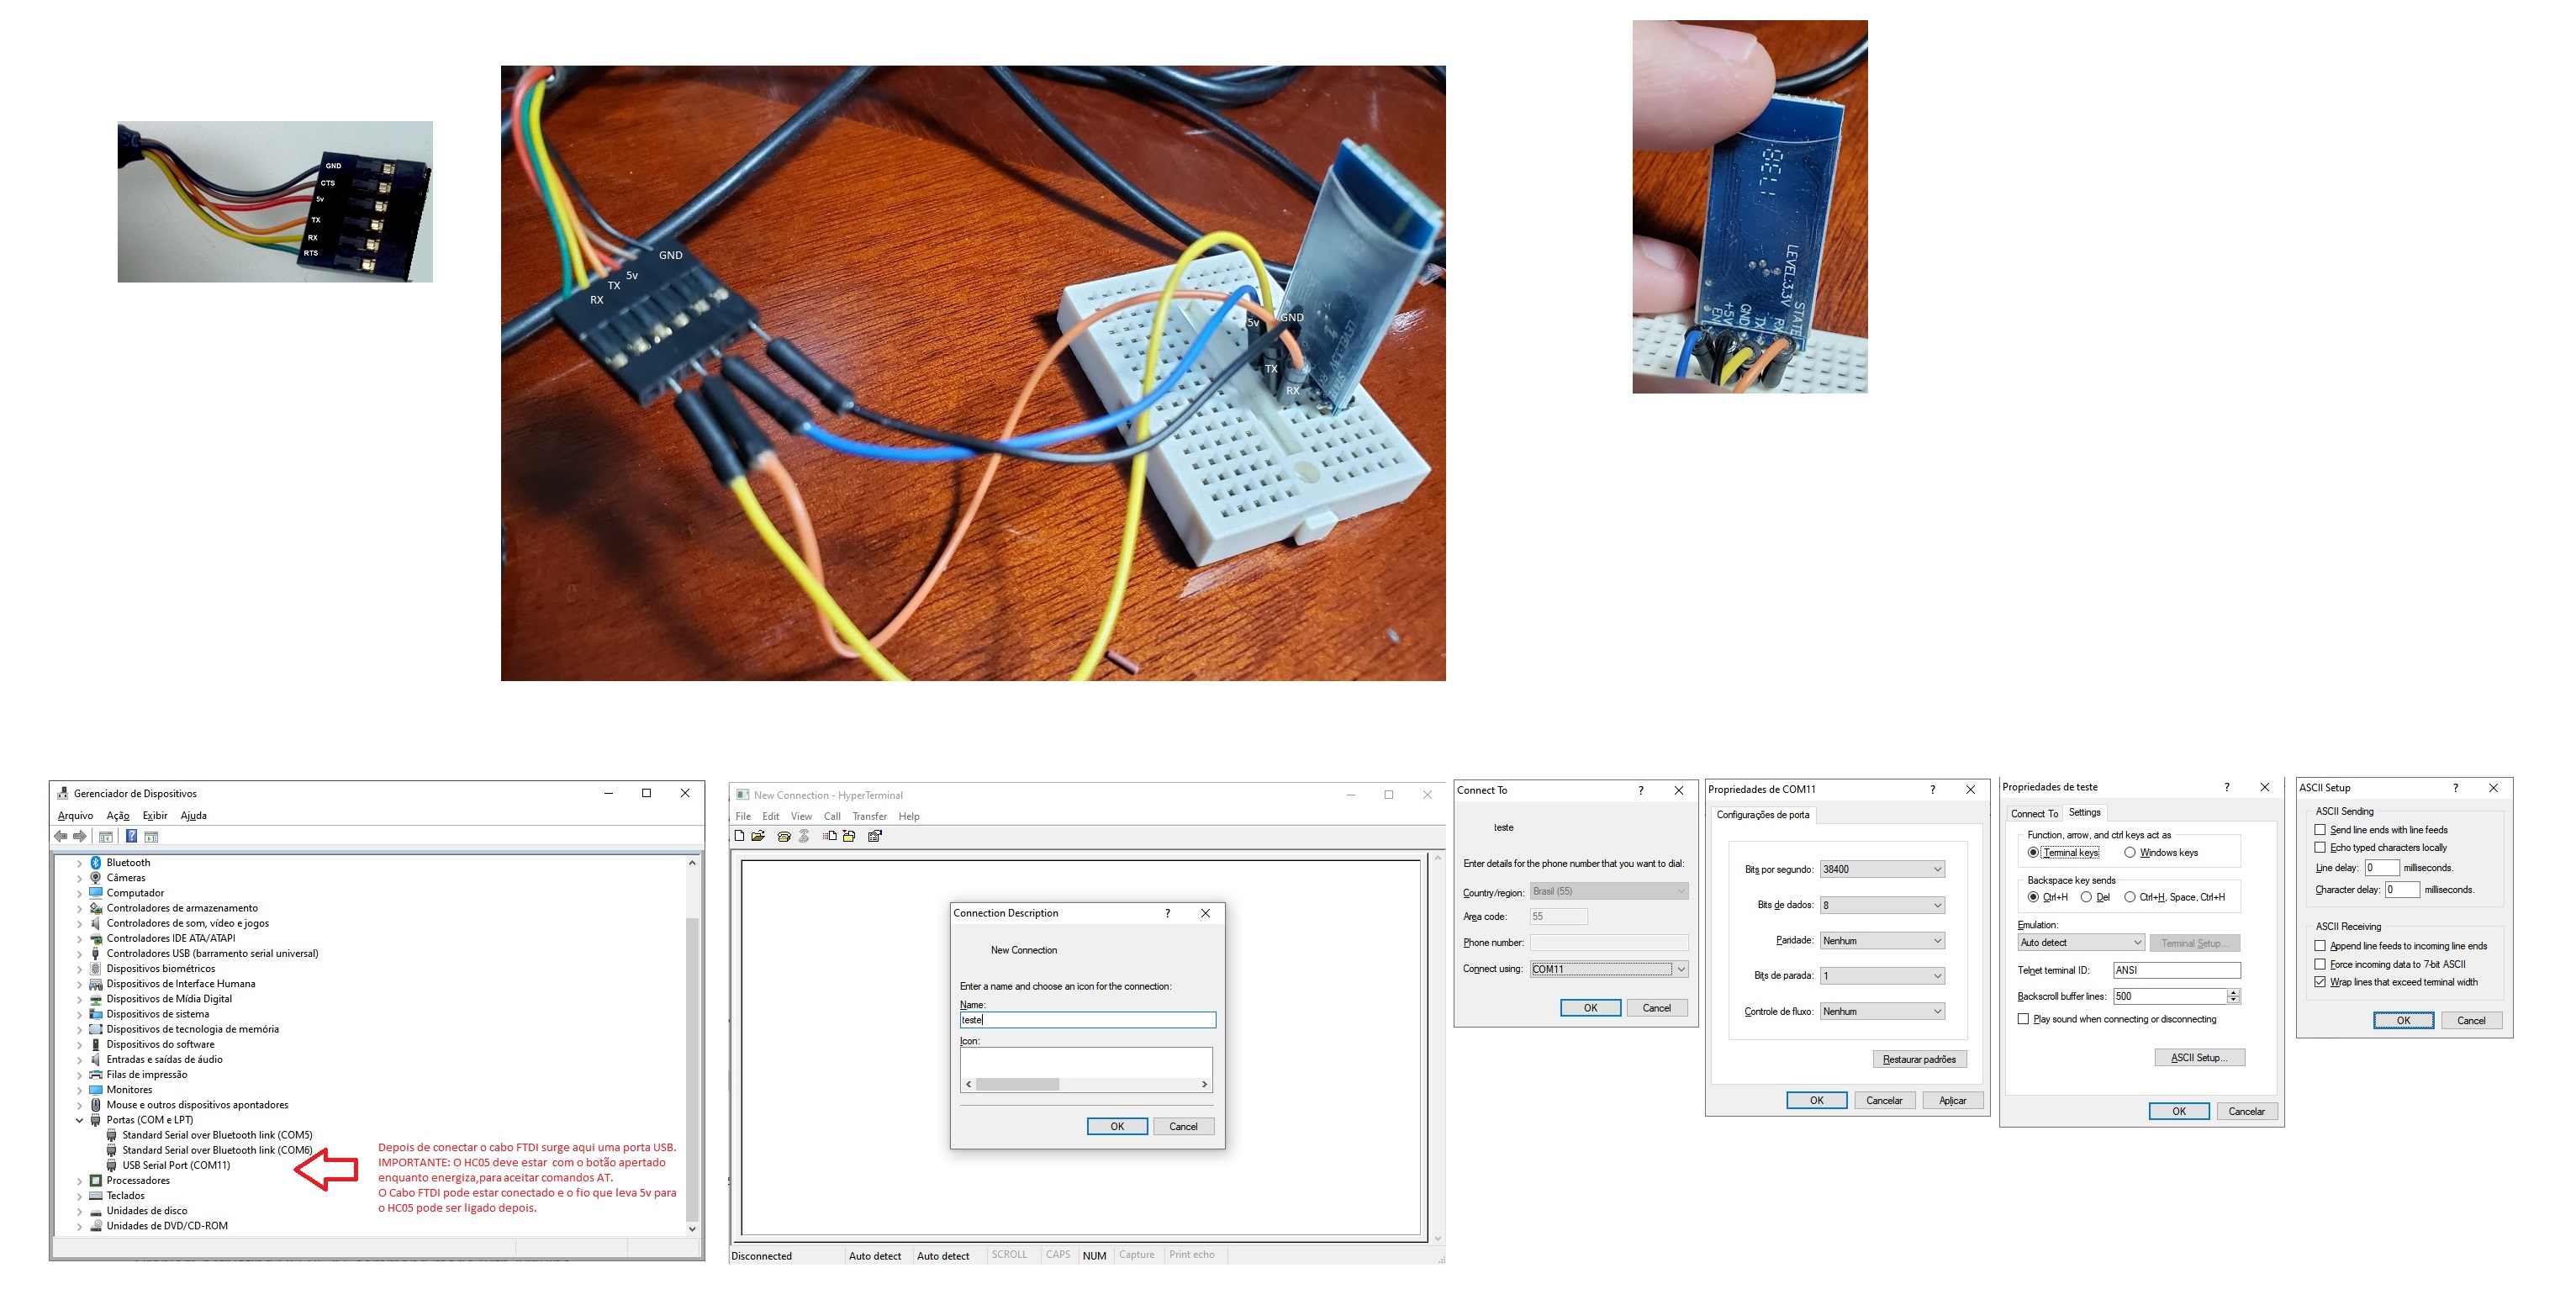 GND
CTS
5v
TX
RX
RTS
GND
5v
TX
RX
5v
GND
TX
RX
LEVEL:3.3V
STATE
RX
TX
GND
+5V
EN
Gerenciador de Dispositivos
Arquivo Ação Exibir Ajuda
Bluetooth
Câmeras
Computador
Controladores de armazenamento
Controladores de som, vídeo e jogos
Controladores IDE ATA/ATAPI
Controladores USB (barramento serial universal)
Dispositivos biométricos
Dispositivos de Interface Humana
Dispositivos de Mídia Digital
Dispositivos de sistema
Dispositivos de tecnologia de memória
Dispositivos do software
Entradas e saídas de áudio
Filas de impressão
Monitores
Mouse e outros dispositivos apontadores
Portas (COM e LPT)
Standard Serial over Bluetooth link (COM5)
Standard Serial over Bluetooth link (COM6)
USB Serial Port (COM11)
Processadores
Teclados
Unidades de disco
Unidades de DVD/CD-ROM
Depois de conectar o cabo FTDI surge aqui uma porta USB.
IMPORTANTE: O HC05 deve estar com o botão apertado
enquanto energiza,para aceitar comandos AT.
O Cabo FTDI pode estar conectado e o fio que leva 5v para
o HC05 pode ser ligado depois.
New Connection - HyperTerminal
File Edit View Call Transfer Help
Connection Description ?
New Connection
Enter a name and choose an icon for the connection:
Name:
teste
Icon:
OK Cancel
Disconnected Auto detect Auto detect SCROLL CAPS NUM Capture Print echo
Connect To ?
teste
Enter details for the phone number that you want to dial:
Country/region: Brasil (55)
Area code: 55
Phone number:
Connect using: COM11
OK Cancel
Propriedades de COM11 ?
Configurações de porta
Bits por segundo: 38400
Bits de dados: 8
Paridade: Nenhum
Bits de parada: 1
Controle de fluxo: Nenhum
Restaurar padrões
OK Cancelar Aplicar
Propriedades de teste ?
Connect To Settings
Function, arrow, and ctrl keys act as
Terminal keys Windows keys
Backspace key sends
Ctrl+H Del Ctrl+H, Space, Ctrl+H
Emulation:
Auto detect Terminal Setup...
Telnet terminal ID: ANSI
Backscroll buffer lines: 500
Play sound when connecting or disconnecting
ASCII Setup...
OK Cancelar
ASCII Setup ?
ASCII Sending
Send line ends with line feeds
Echo typed characters locally
Line delay: 0 milliseconds.
Character delay: 0 milliseconds.
ASCII Receiving
Append line feeds to incoming line ends
Force incoming data to 7-bit ASCII
Wrap lines that exceed terminal width
OK Cancel